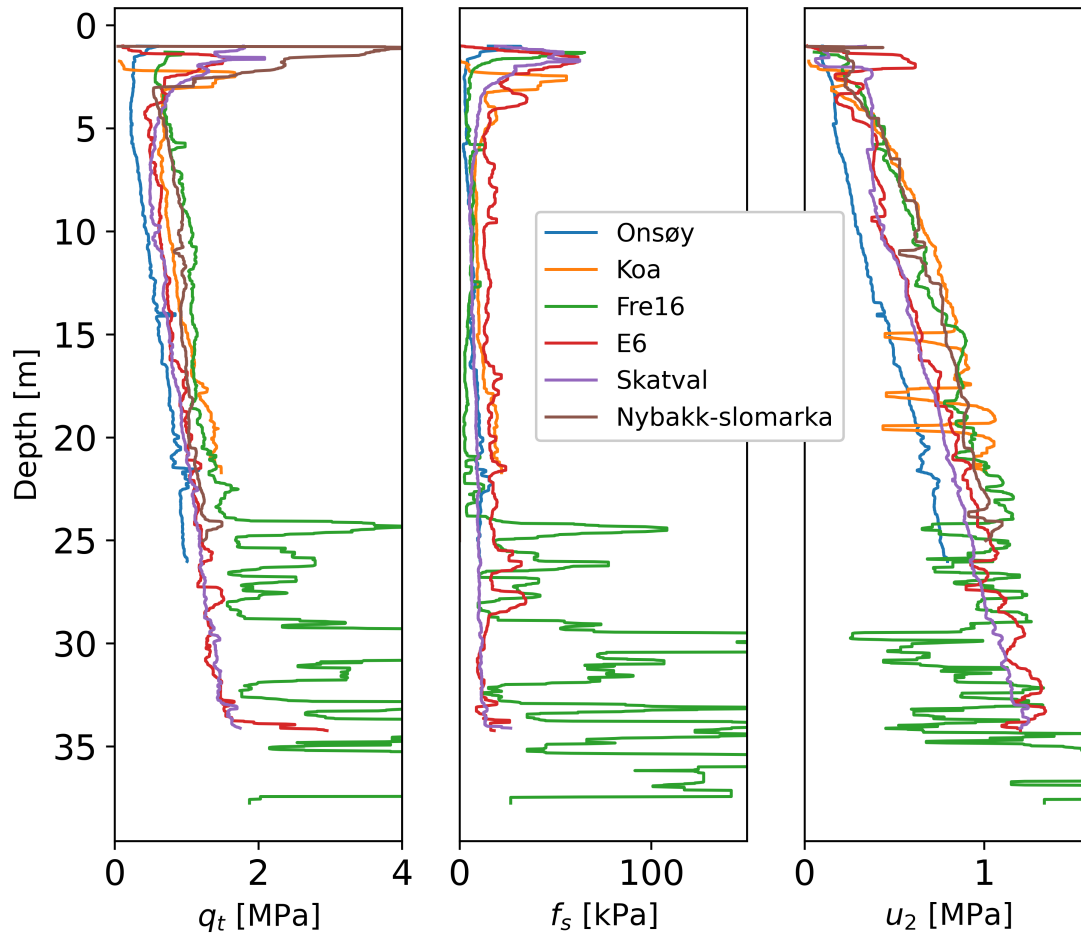 0
5
10
15
20
25
30
35
Depth [m]
0 2 4
q_t [MPa]
0 100
f_s [kPa]
0 1
u_2 [MPa]
Onsøy
Koa
Fre16
E6
Skatval
Nybakk-slomarka